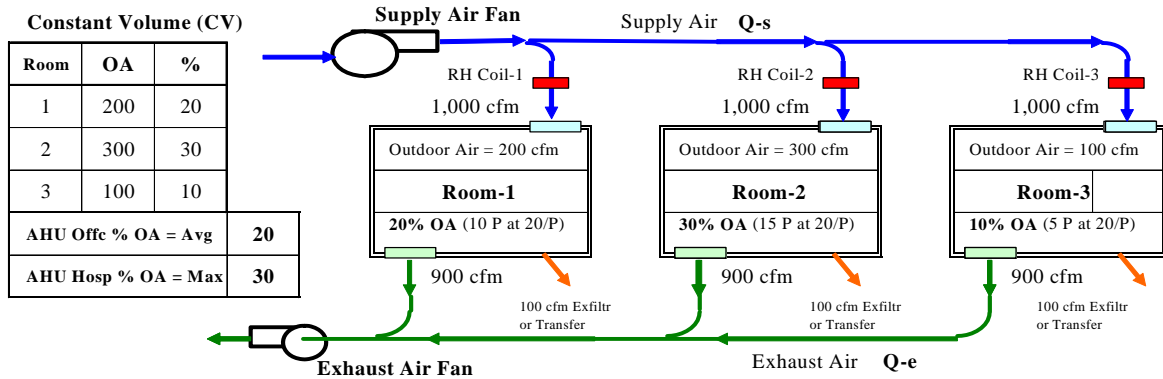 Constant Volume (CV)
Room OA %
1 200 20
2 300 30
3 100 10
AHU Offc % OA = Avg 20
AHU Hosp % OA = Max 30
Supply Air Fan
Supply Air Q-s
RH Coil-1
1,000 cfm
RH Coil-2
1,000 cfm
RH Coil-3
1,000 cfm
Outdoor Air = 200 cfm
Room-1
20% OA (10 P at 20/P)
900 cfm
100 cfm Exfiltr
or Transfer
Outdoor Air = 300 cfm
Room-2
30% OA (15 P at 20/P)
900 cfm
100 cfm Exfiltr
or Transfer
Outdoor Air = 100 cfm
Room-3
10% OA (5 P at 20/P)
900 cfm
100 cfm Exfiltr
or Transfer
Exhaust Air Fan
Exhaust Air Q-e